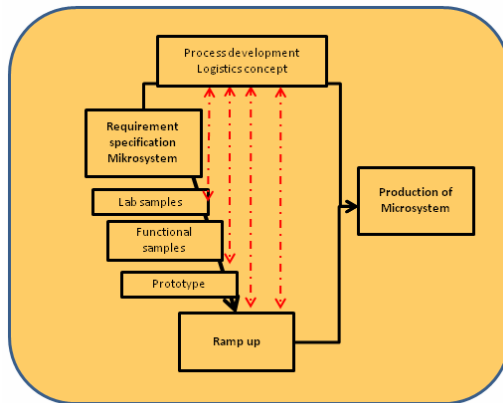 Process development
Logistics concept
Requirement
specification
Mikrosystem
Lab samples
Functional
samples
Prototype
Ramp up
Production of
Microsystem